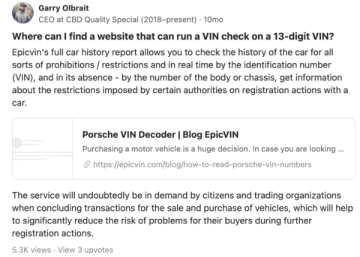 Garry Olbrait
CEO at CBD Quality Special (2018–present) · 10mo
Where can I find a website that can run a VIN check on a 13-digit VIN?
Epicvin's full car history report allows you to check the history of the car for all
sorts of prohibitions / restrictions and in real time by the identification number
(VIN), and in its absence - by the number of the body or chassis, get information
about the restrictions imposed by certain authorities on registration actions with a
car.
Porsche VIN Decoder | Blog EpicVIN
Purchasing a motor vehicle is a huge decision. In case you are looking ...
https://epicvin.com/blog/how-to-read-porsche-vin-numbers
The service will undoubtedly be in demand by citizens and trading organizations
when concluding transactions for the sale and purchase of vehicles, which will help
to significantly reduce the risk of problems for their buyers during further
registration actions.
5.3K views · View 3 upvotes